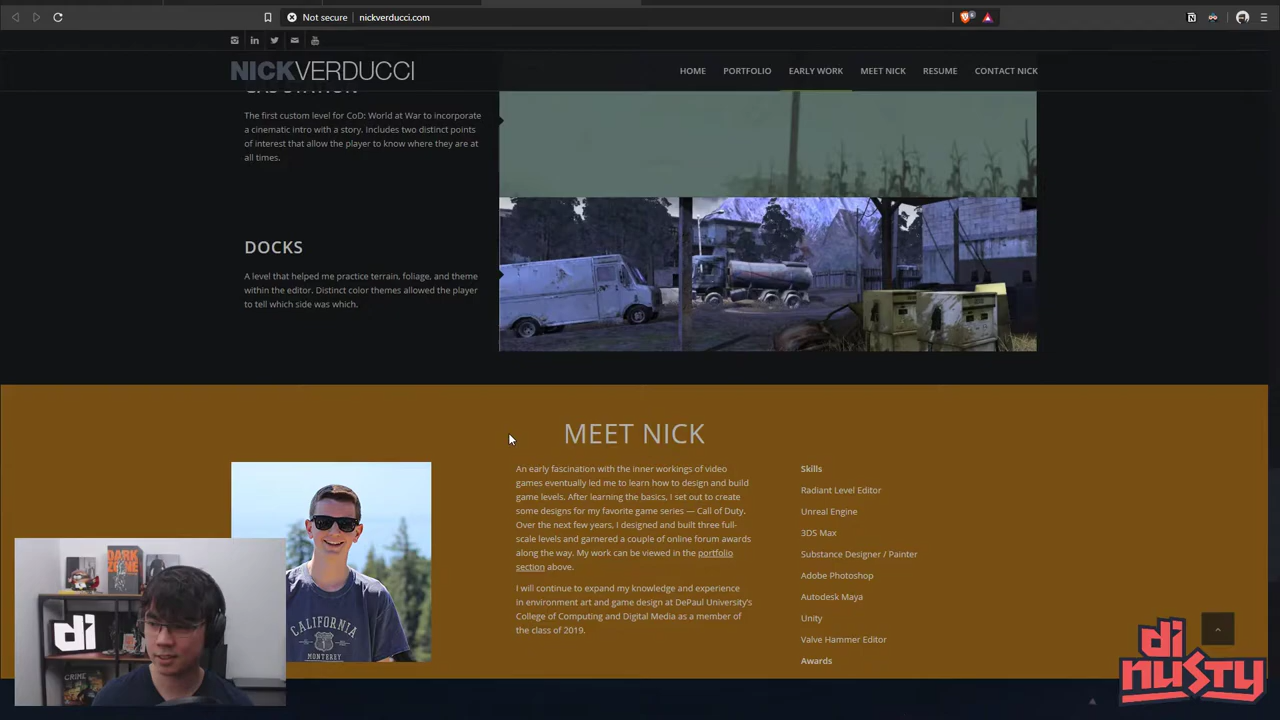 Not secure
nickverducci.com
NICKVERDUCCI
HOME
PORTFOLIO
EARLY WORK
MEET NICK
RESUME
CONTACT NICK
The first custom level for CoD: World at War to incorporate
a cinematic intro with a story. Includes two distinct points
of interest that allow the player to know where they are at
all times.
DOCKS
A level that helped me practice terrain, foliage, and theme
within the editor. Distinct color themes allowed the player
to tell which side was which.
MEET NICK
An early fascination with the inner workings of video
games eventually led me to learn how to design and build
game levels. After learning the basics, I set out to create
some designs for my favorite game series — Call of Duty.
Over the next few years, I designed and built three full-
scale levels and garnered a couple of online forum awards
along the way. My work can be viewed in the portfolio
section above.
I will continue to expand my knowledge and experience
in environment art and game design at DePaul University's
College of Computing and Digital Media as a member of
the class of 2019.
Skills
Radiant Level Editor
Unreal Engine
3DS Max
Substance Designer / Painter
Adobe Photoshop
Autodesk Maya
Unity
Valve Hammer Editor
Awards
CALIFORNIA
MONTEREY
DARK
ZONE
di
CRIME
di
nusty